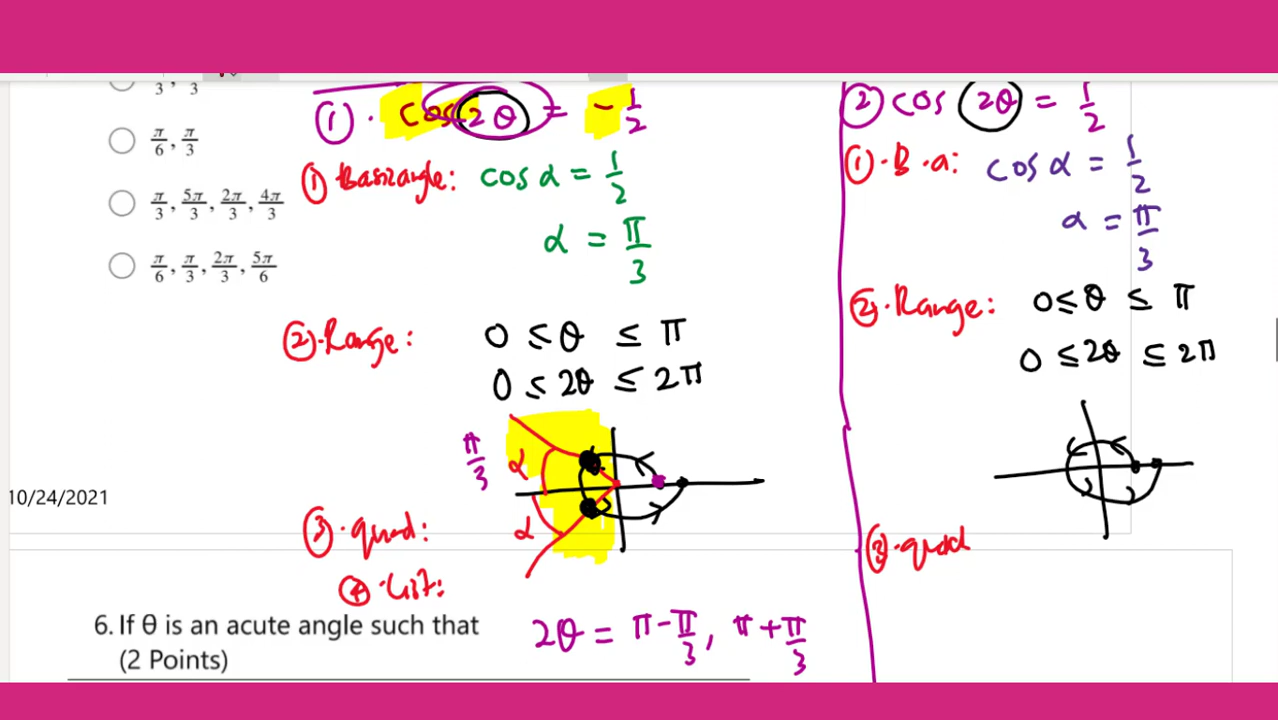 3 , 3
π/6, π/3
π/3, 5π/3, 2π/3, 4π/3
π/6, π/3, 2π/3, 5π/6
① . cos 2θ = - 1/2
① Basic angle: cos α = 1/2
α = π/3
②. Range: 0 ≤ θ ≤ π
0 ≤ 2θ ≤ 2π
π/3
α
α
③. quad:
④. list:
2θ = π - π/3, π + π/3
② cos 2θ = 1/2
①. B.a: cos α = 1/2
α = π/3
②. Range: 0 ≤ θ ≤ π
0 ≤ 2θ ≤ 2π
③. quad
10/24/2021
6. If θ is an acute angle such that
(2 Points)